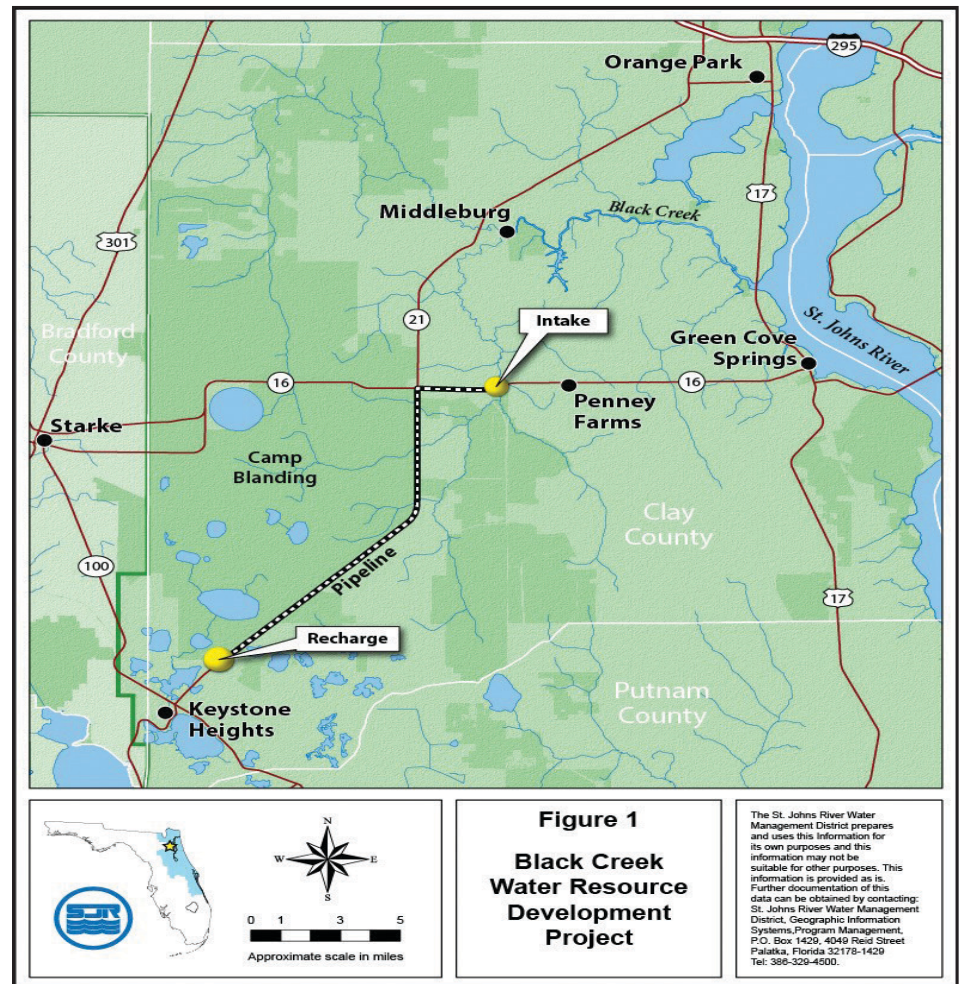 295
Orange Park
17
Middleburg
Black Creek
301
21
Intake
Bradford
County
St. Johns River
Green Cove
Springs
16
16
Penney
Farms
Starke
Camp
Blanding
Clay
County
Pipeline
100
17
Recharge
Putnam
County
Keystone
Heights
N
W
E
S
SJR
0 1 3 5
Approximate scale in miles
Figure 1
Black Creek
Water Resource
Development
Project
The St. Johns River Water
Management District prepares
and uses this Information for
its own purposes and this
information may not be
suitable for other purposes. This
information is provided as is.
Further documentation of this
data can be obtained by contacting:
St. Johns River Water Management
District, Geographic Information
Systems,Program Management,
P.O. Box 1429, 4049 Reid Street
Palatka, Florida 32178-1429
Tel: 386-329-4500.